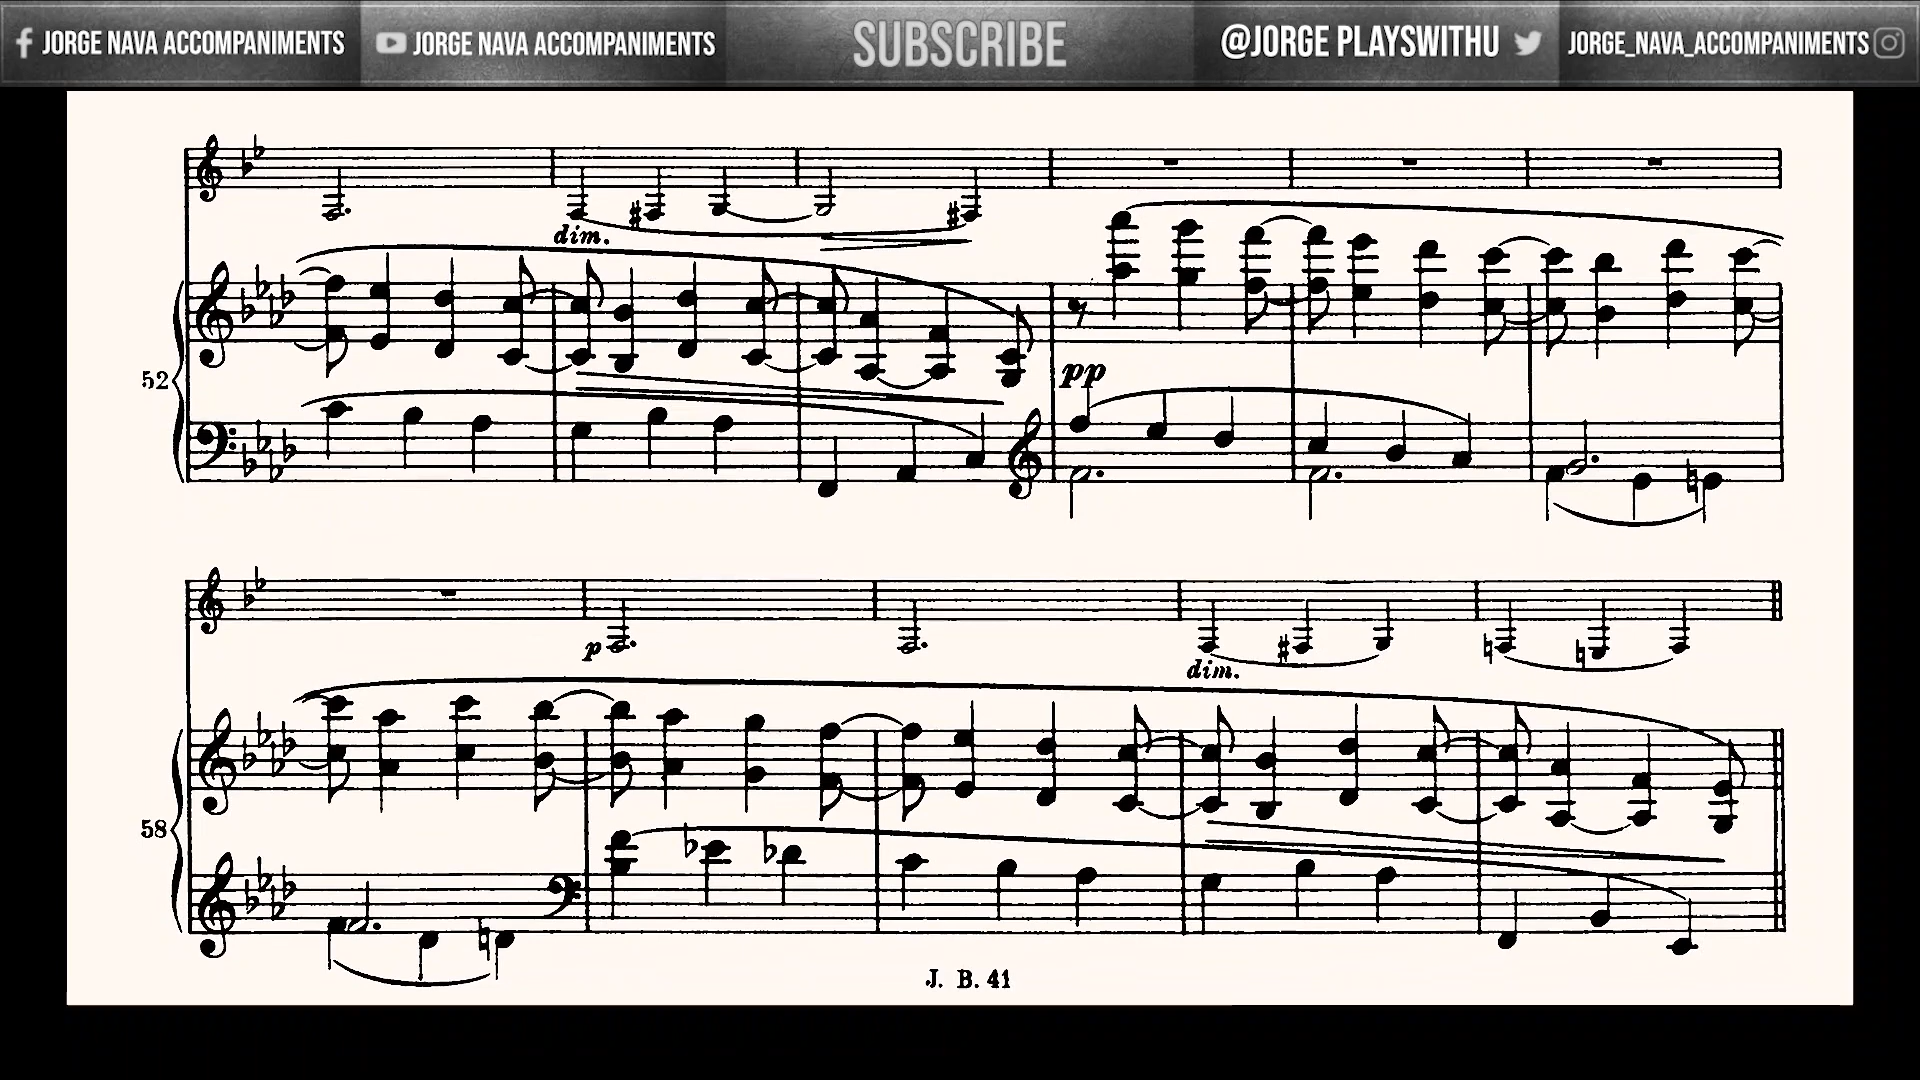 JORGE NAVA ACCOMPANIMENTS
JORGE NAVA ACCOMPANIMENTS
SUBSCRIBE
@JORGE PLAYSWITHU
JORGE_NAVA_ACCOMPANIMENTS
dim.
52
pp
p
dim.
58
J. B. 41